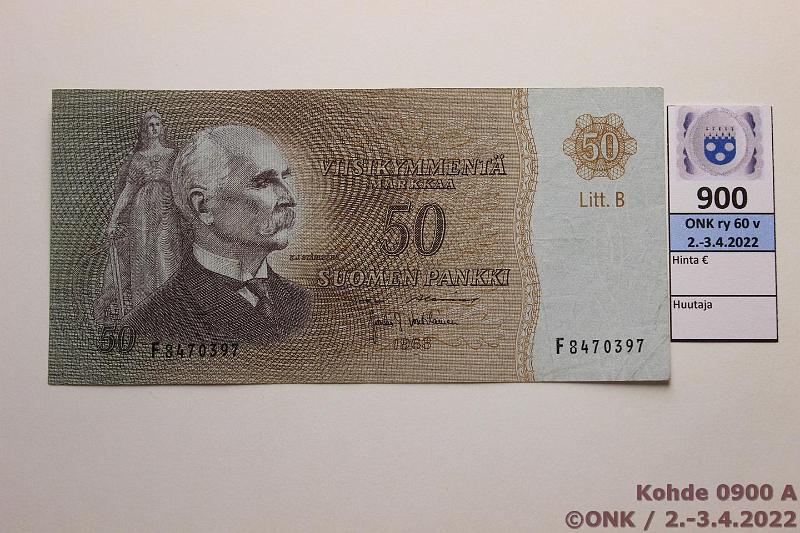 VIISIKYMMENTÄ
MARKKAA
50
SUOMEN PANKKI
1963
50
F8470397
50
Litt. B
F8470397
900
ONK ry 60 v
2.-3.4.2022
Hinta €
Huutaja
Kohde 0900 A
©ONK / 2.-3.4.2022